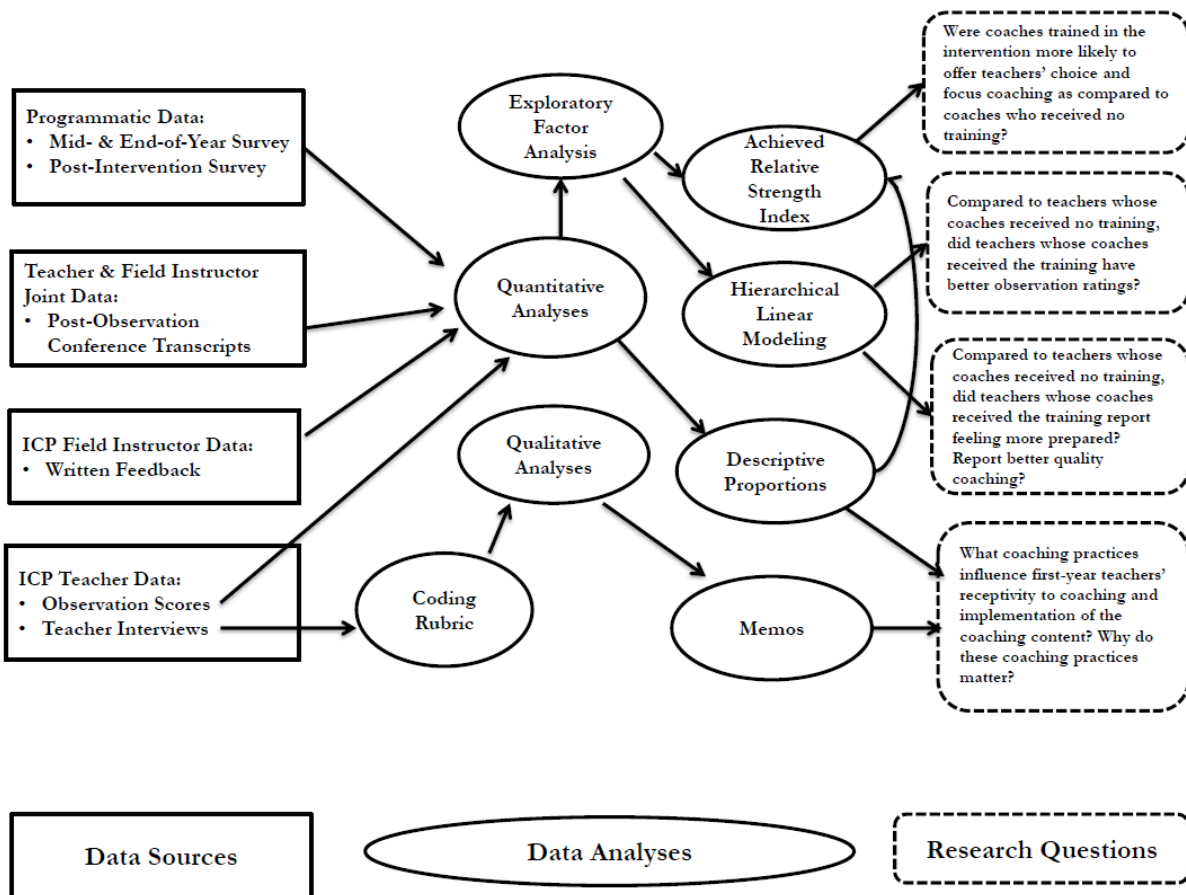 Programmatic Data:
• Mid- & End-of-Year Survey
• Post-Intervention Survey
Teacher & Field Instructor
Joint Data:
• Post-Observation
Conference Transcripts
ICP Field Instructor Data:
• Written Feedback
ICP Teacher Data:
• Observation Scores
• Teacher Interviews
Exploratory
Factor
Analysis
Quantitative
Analyses
Qualitative
Analyses
Coding
Rubric
Achieved
Relative
Strength
Index
Hierarchical
Linear
Modeling
Descriptive
Proportions
Memos
Were coaches trained in the
intervention more likely to
offer teachers’ choice and
focus coaching as compared to
coaches who received no
training?
Compared to teachers whose
coaches received no training,
did teachers whose coaches
received the training have
better observation ratings?
Compared to teachers whose
coaches received no training,
did teachers whose coaches
received the training report
feeling more prepared?
Report better quality
coaching?
What coaching practices
influence first-year teachers’
receptivity to coaching and
implementation of the
coaching content? Why do
these coaching practices
matter?
Data Sources
Data Analyses
Research Questions